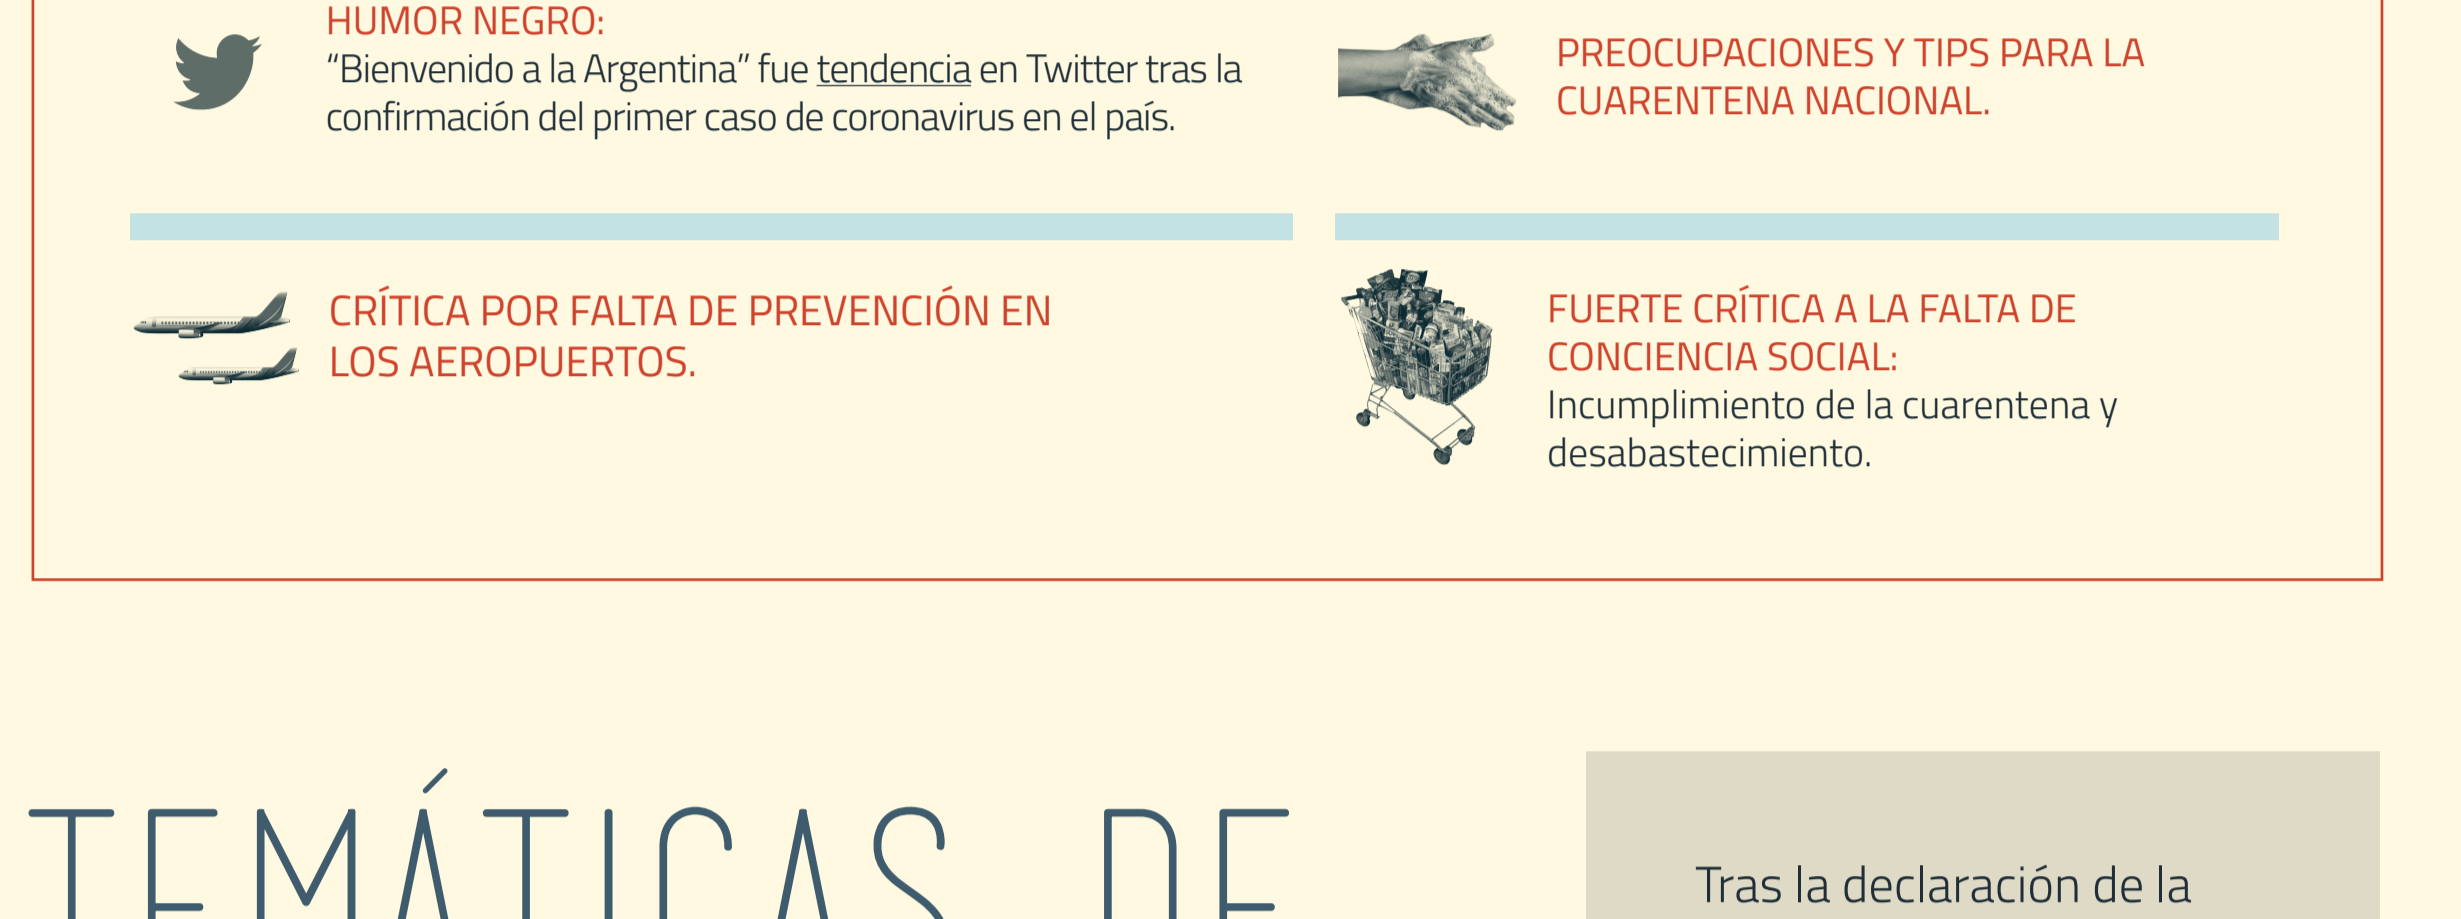 HUMOR NEGRO:
“Bienvenido a la Argentina” fue tendencia en Twitter tras la
confirmación del primer caso de coronavirus en el país.
PREOCUPACIONES Y TIPS PARA LA
CUARENTENA NACIONAL.
CRÍTICA POR FALTA DE PREVENCIÓN EN
LOS AEROPUERTOS.
FUERTE CRÍTICA A LA FALTA DE
CONCIENCIA SOCIAL:
Incumplimiento de la cuarentena y
desabastecimiento.
TEMÁTICAS DE
Tras la declaración de la